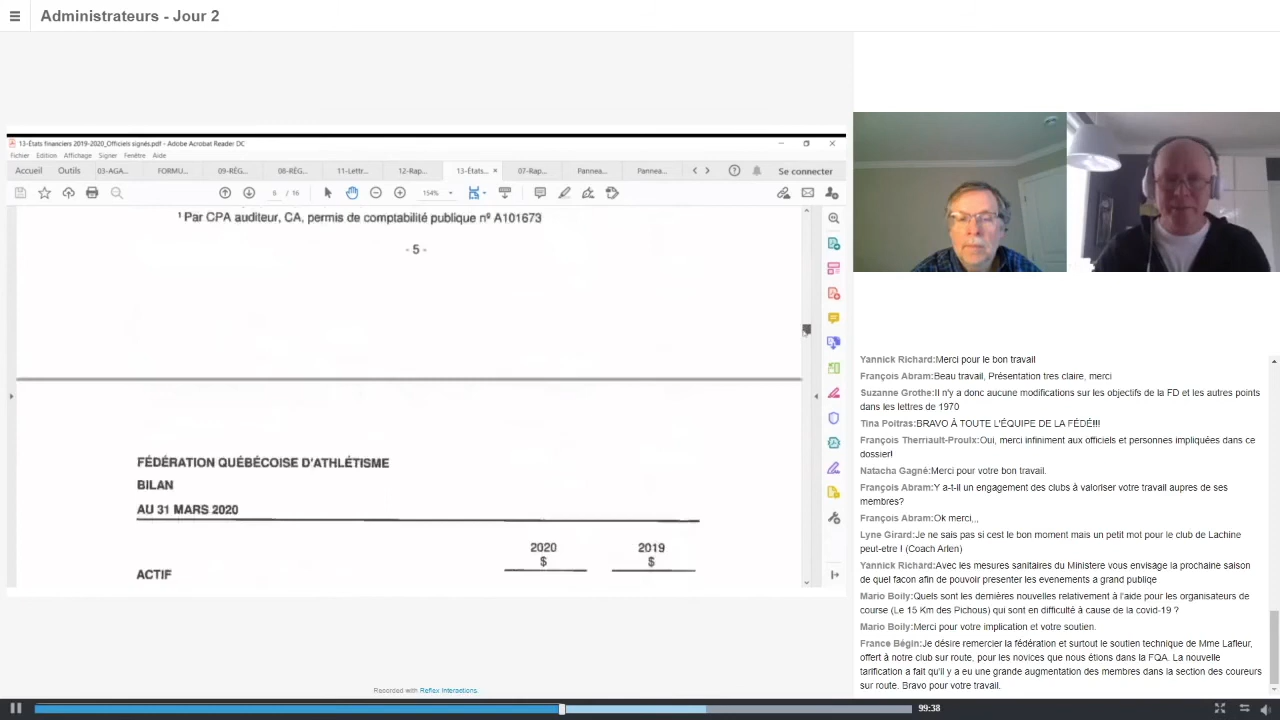 Administrateurs - Jour 2
13-États financiers 2019-2020_Officiels signés.pdf - Adobe Acrobat Reader DC
Fichier Edition Affichage Signer Fenêtre Aide
Accueil Outils 03-AGA... FORMU... 09-RÉG... 08-RÉG... 11-Lettr... 12-Rap... 13-États... × 07-Rap... Pannea... Pannea... Se connecter
5 / 16 154%
¹ Par CPA auditeur, CA, permis de comptabilité publique nº A101673
- 5 -
FÉDÉRATION QUÉBÉCOISE D'ATHLÉTISME
BILAN
AU 31 MARS 2020
2020 2019
$ $
ACTIF
Yannick Richard:Merci pour le bon travail
François Abram:Beau travail, Présentation tres claire, merci
Suzanne Grothe:Il n'y a donc aucune modifications sur les objectifs de la FD et les autres points
dans les lettres de 1970
Tina Poitras:BRAVO À TOUTE L'ÉQUIPE DE LA FÉDÉ!!!
François Therriault-Proulx:Oui, merci infiniment aux officiels et personnes impliquées dans ce
dossier!
Natacha Gagné:Merci pour votre bon travail.
François Abram:Y a-t-il un engagement des clubs à valoriser votre travail aupres de ses
membres?
François Abram:Ok merci,,,
Lyne Girard:Je ne sais pas si cest le bon moment mais un petit mot pour le club de Lachine
peut-etre ! (Coach Arlen)
Yannick Richard:Avec les mesures sanitaires du Ministere vous envisage la prochaine saison
de quel facon afin de pouvoir presenter les evenements a grand publiqe
Mario Boily:Quels sont les dernières nouvelles relativement à l'aide pour les organisateurs de
course (Le 15 Km des Pichous) qui sont en difficulté à cause de la covid-19 ?
Mario Boily:Merci pour votre implication et votre soutien.
France Bégin:Je désire remercier la fédération et surtout le soutien technique de Mme Lafleur,
offert à notre club sur route, pour les novices que nous étions dans la FQA. La nouvelle
tarification a fait qu'il y a eu une grande augmentation des membres dans la section des coureurs
sur route. Bravo pour votre travail.
Recorded with Reflex Interactions.
99:38